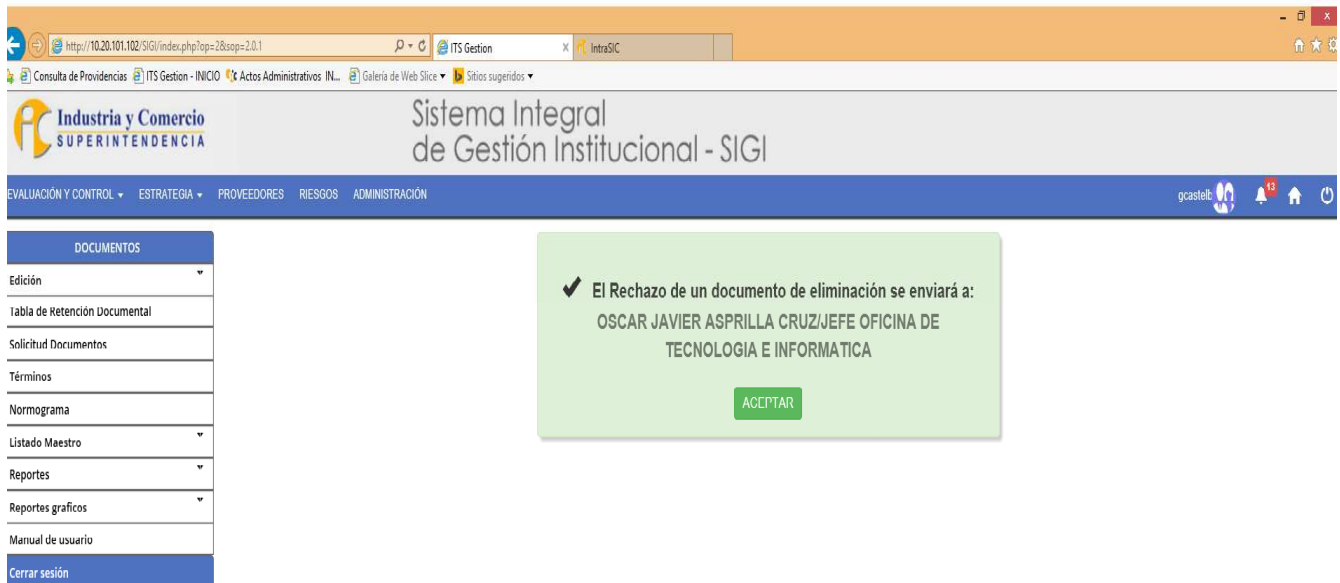 http://10.20.101.102/SIGI/index.php?op=2&sop=2.0.1
ITS Gestion
IntraSIC
Consulta de Providencias
ITS Gestion - INICIO
Actos Administrativos IN...
Galería de Web Slice
Sitios sugeridos
Industria y Comercio
SUPERINTENDENCIA
Sistema Integral
de Gestión Institucional - SIGI
EVALUACIÓN Y CONTROL
ESTRATEGIA
PROVEEDORES
RIESGOS
ADMINISTRACIÓN
gcastelb
13
DOCUMENTOS
Edición
Tabla de Retención Documental
Solicitud Documentos
Términos
Normograma
Listado Maestro
Reportes
Reportes graficos
Manual de usuario
Cerrar sesión
El Rechazo de un documento de eliminación se enviará a:
OSCAR JAVIER ASPRILLA CRUZ/JEFE OFICINA DE
TECNOLOGIA E INFORMATICA
ACEPTAR